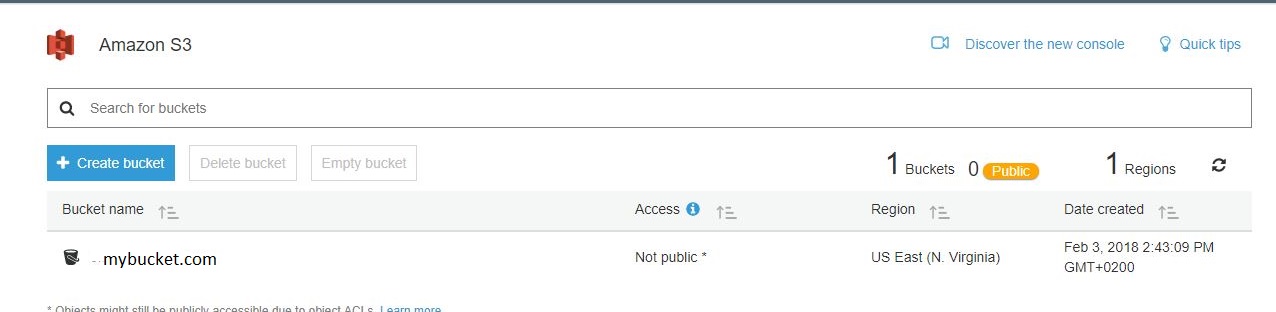 Amazon S3
Discover the new console
Quick tips
Search for buckets
Create bucket
Delete bucket
Empty bucket
1 Buckets
0 Public
1 Regions
Bucket name
Access
Region
Date created
mybucket.com
Not public *
US East (N. Virginia)
Feb 3, 2018 2:43:09 PM
GMT+0200
* Objects might still be publicly accessible due to object ACLs. Learn more